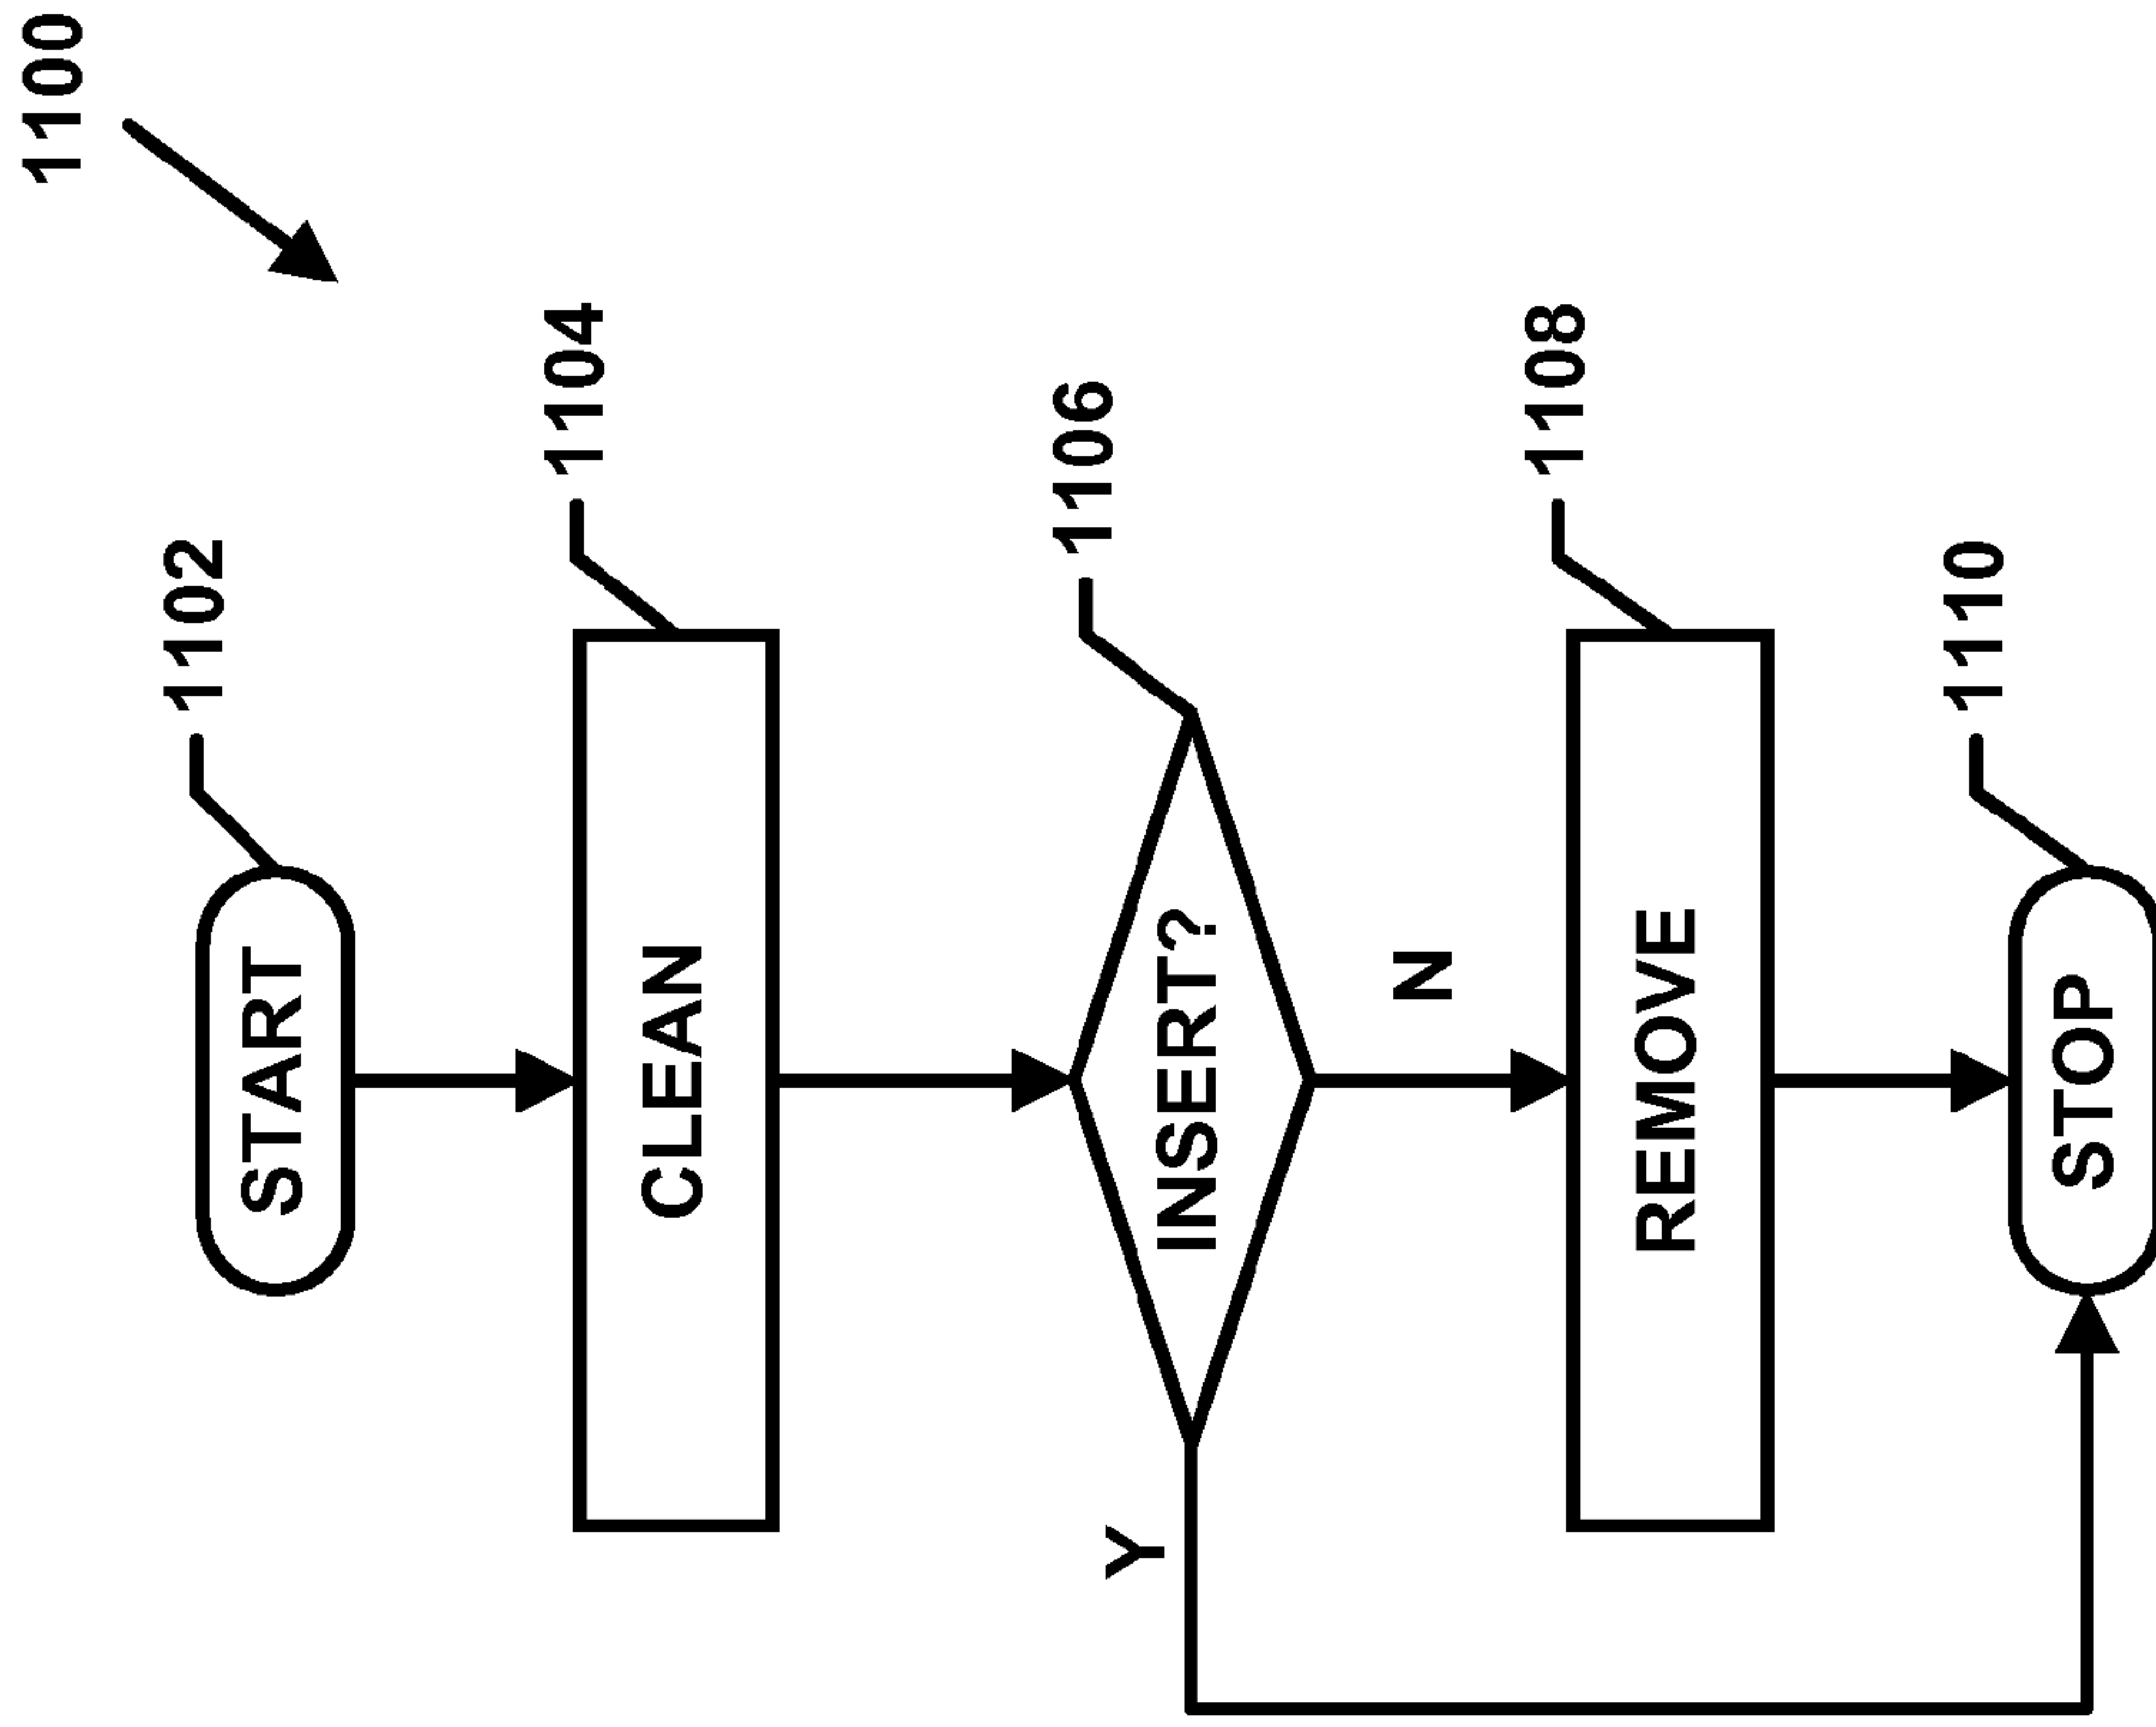 1100
1102
START
1104
CLEAN
1106
INSERT?
Y
N
1108
REMOVE
1110
STOP